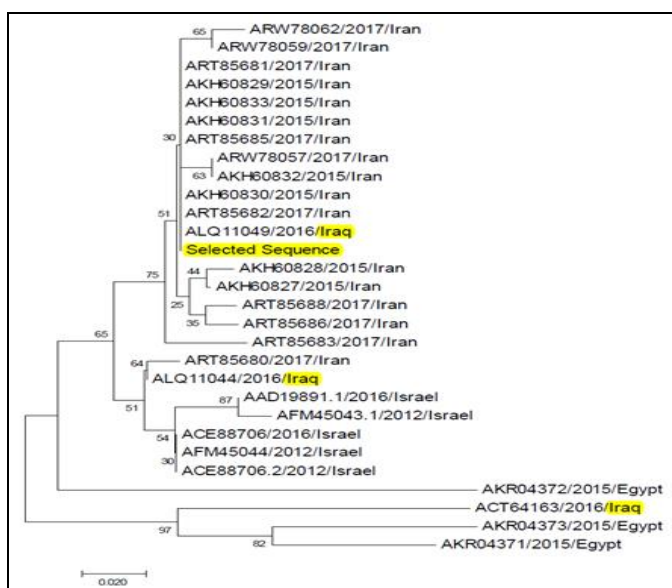 65
ARW78062/2017/Iran
ARW78059/2017/Iran
ART85681/2017/Iran
AKH60829/2015/Iran
AKH60833/2015/Iran
AKH60831/2015/Iran
30
ART85685/2017/Iran
ARW78057/2017/Iran
63
AKH60832/2015/Iran
AKH60830/2015/Iran
51
ART85682/2017/Iran
ALQ11049/2016/Iraq
Selected Sequence
75
44
AKH60828/2015/Iran
AKH60827/2015/Iran
25
ART85688/2017/Iran
35
ART85686/2017/Iran
65
ART85683/2017/Iran
64
ART85680/2017/Iran
ALQ11044/2016/Iraq
51
87
AAD19891.1/2016/Israel
AFM45043.1/2012/Israel
54
ACE88706/2016/Israel
AFM45044/2012/Israel
30
ACE88706.2/2012/Israel
AKR04372/2015/Egypt
ACT64163/2016/Iraq
97
AKR04373/2015/Egypt
82
AKR04371/2015/Egypt
0.020